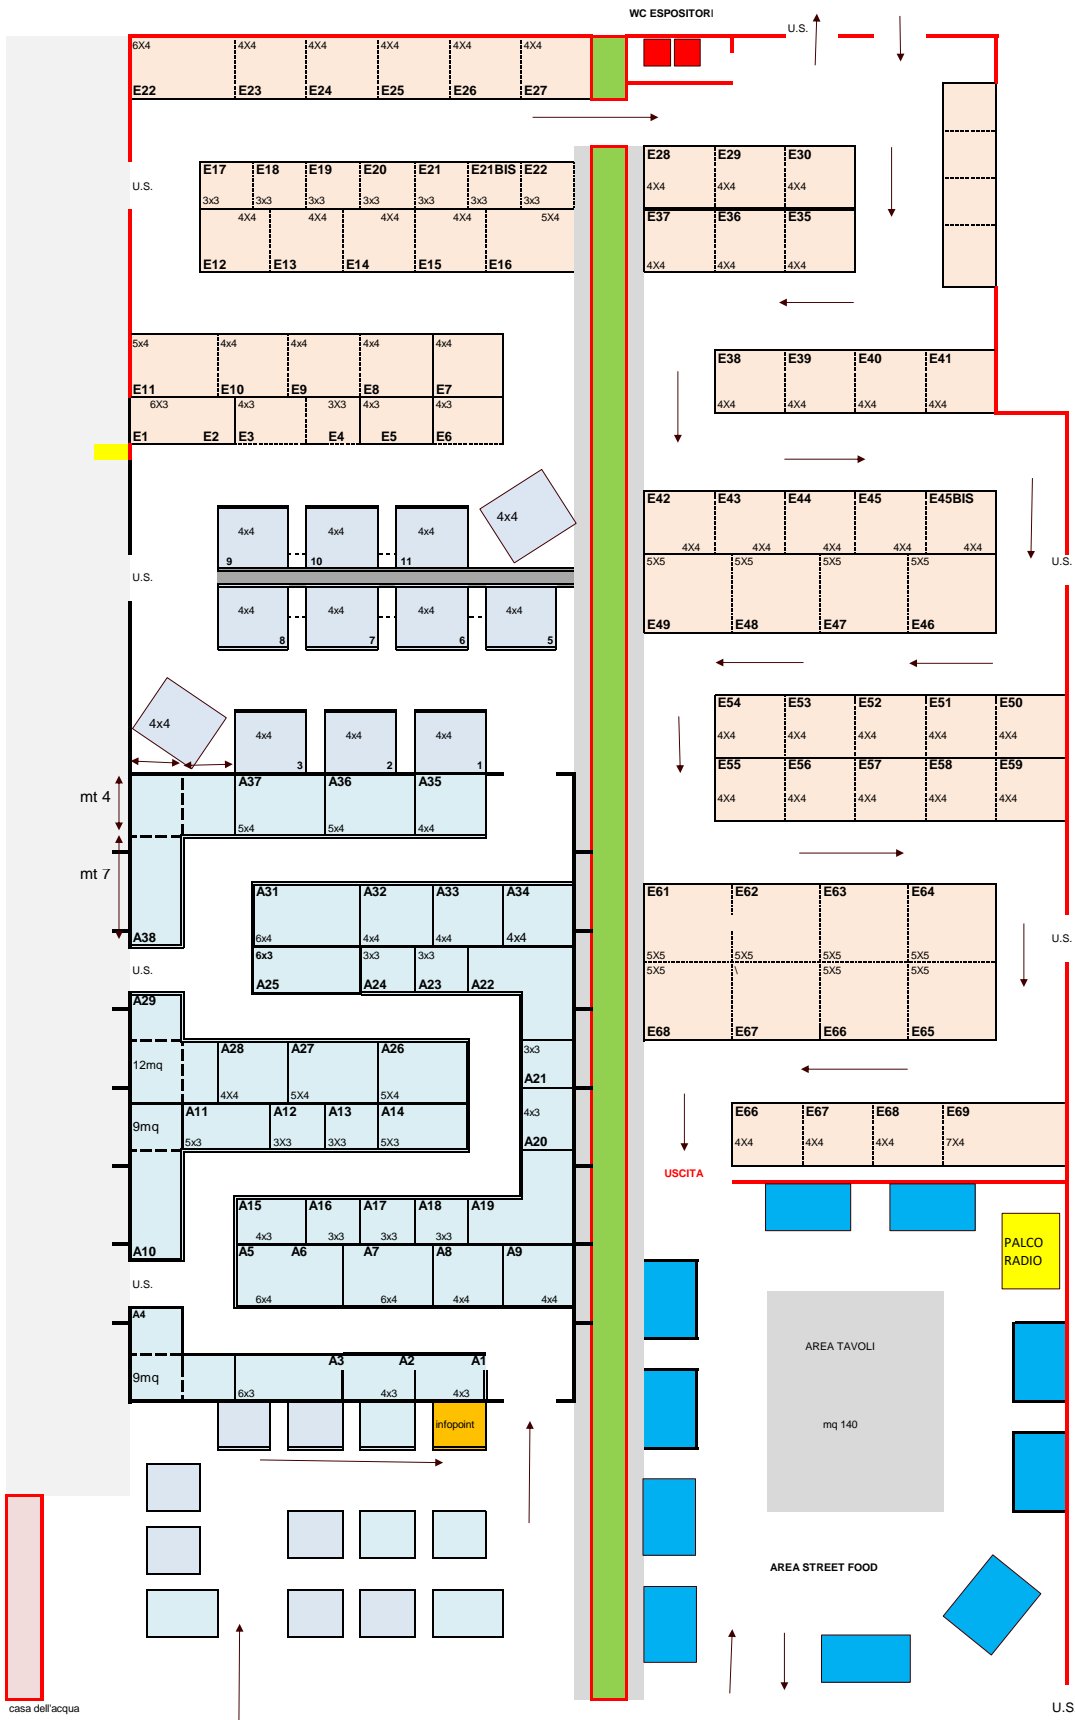 WC ESPOSITORI
U.S.
6X4 4X4 4X4 4X4 4X4 4X4
E22 E23 E24 E25 E26 E27
E17 E18 E19 E20 E21 E21BIS E22
3x3 3x3 3x3 3x3 3x3 3x3 3x3
U.S.
4X4 4X4 4X4 4X4 5X4
E12 E13 E14 E15 E16
E28 E29 E30
4X4 4X4 4X4
E37 E36 E35
4X4 4X4 4X4
5x4 4x4 4x4 4x4 4x4
E11 E10 E9 E8 E7
6X3 4x3 3X3 4x3 4x3
E1 E2 E3 E4 E5 E6
E38 E39 E40 E41
4X4 4X4 4X4 4X4
E42 E43 E44 E45 E45BIS
4X4 4X4 4X4 4X4 4X4
5X5 5X5 5X5 5X5
E49 E48 E47 E46
U.S.
4x4 4x4 4x4 4x4
9 10 11
U.S.
4x4 4x4 4x4 4x4
8 7 6 5
4x4 4x4 4x4 4x4
3 2 1
E54 E53 E52 E51 E50
4X4 4X4 4X4 4X4 4X4
E55 E56 E57 E58 E59
4X4 4X4 4X4 4X4 4X4
mt 4
A37 A36 A35
5x4 5x4 4x4
mt 7
A38
A31 A32 A33 A34
6x4 4x4 4x4 4x4
6x3 3x3 3x3
A25 A24 A23 A22
E61 E62 E63 E64
5X5 5X5 5X5 5X5
5X5 \ 5X5 5X5
E68 E67 E66 E65
U.S.
U.S.
A29
12mq
A28 A27 A26
4X4 5X4 5X4
3x3
A21
4x3
A20
9mq
A11 A12 A13 A14
5x3 3X3 3X3 5X3
A10
E66 E67 E68 E69
4X4 4X4 4X4 7X4
USCITA
A15 A16 A17 A18 A19
4x3 3x3 3x3 3x3
A5 A6 A7 A8 A9
6x4 6x4 4x4 4x4
U.S.
A4
9mq
A3 A2 A1
6x3 4x3 4x3
infopoint
PALCO
RADIO
AREA TAVOLI
mq 140
AREA STREET FOOD
casa dell'acqua
U.S